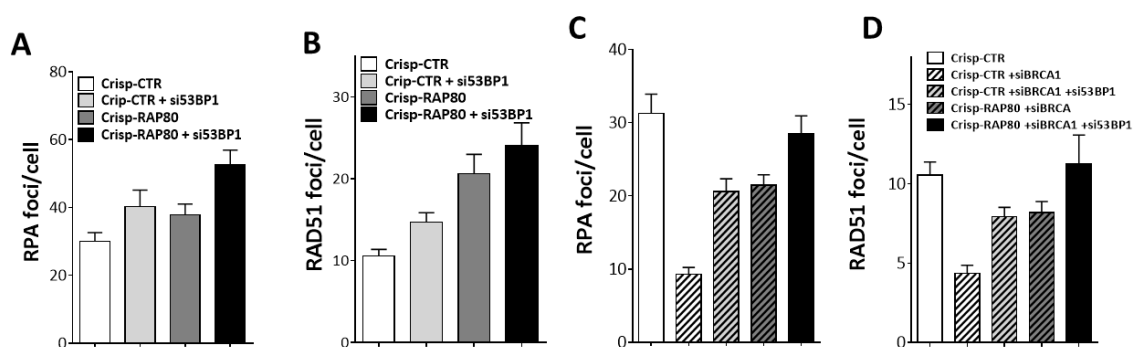 A
RPA foci/cell
80
60
40
20
0
Crisp-CTR
Crip-CTR + si53BP1
Crisp-RAP80
Crisp-RAP80 + si53BP1
B
RAD51 foci/cell
30
20
10
0
Crisp-CTR
Crip-CTR + si53BP1
Crisp-RAP80
Crisp-RAP80 + si53BP1
C
RPA foci/cell
40
30
20
10
0
D
RAD51 foci/cell
15
10
5
0
Crisp-CTR
Crisp-CTR +siBRCA1
Crisp-CTR +siBRCA1 +si53BP1
Crisp-RAP80 +siBRCA
Crisp-RAP80 +siBRCA1 +si53BP1